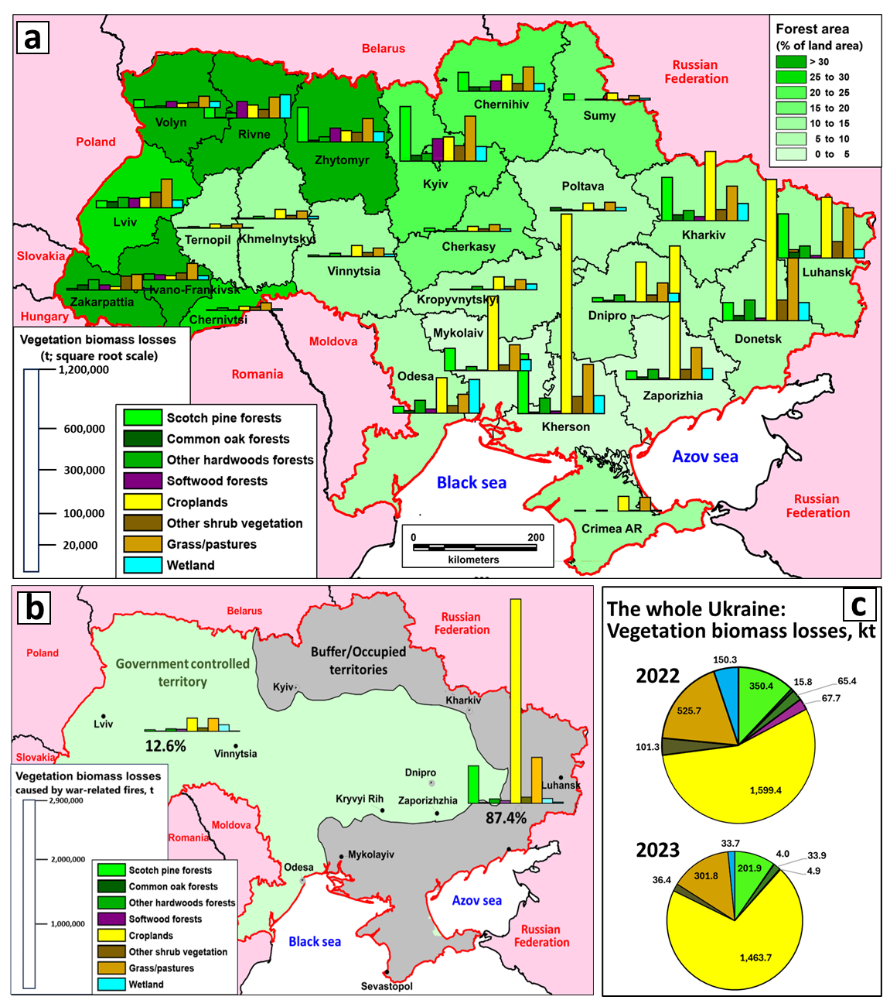 a
Belarus
Russian
Federation
Poland
Slovakia
Hungary
Romania
Moldova
Russian
Federation
Forest area
(% of land area)
> 30
25 to 30
20 to 25
15 to 20
10 to 15
5 to 10
0 to 5
Volyn
Rivne
Zhytomyr
Chernihiv
Sumy
Kyiv
Lviv
Ternopil
Khmelnytskyi
Vinnytsia
Cherkasy
Poltava
Kharkiv
Luhansk
Zakarpattia
Ivano-Frankivsk
Chernivtsi
Kropyvnytskyi
Dnipro
Donetsk
Mykolaiv
Odesa
Kherson
Zaporizhia
Crimea AR
Black sea
Azov sea
0 200
kilometers
Vegetation biomass losses
(t; square root scale)
1,200,000
600,000
300,000
100,000
20,000
Scotch pine forests
Common oak forests
Other hardwoods forests
Softwood forests
Croplands
Other shrub vegetation
Grass/pastures
Wetland
b
Belarus
Russian
Federation
Poland
Slovakia
Government controlled
territory
Buffer/Occupied
territories
Kyiv
Kharkiv
Lviv
12.6%
Vinnytsia
Dnipro
Kryvyi Rih
Zaporizhzhia
Luhansk
87.4%
Moldova
Romania
Mykolayiv
Odesa
Azov sea
Black sea
Russian
Federation
Sevastopol
Vegetation biomass losses
caused by war-related fires, t
2,900,000
2,000,000
1,000,000
Scotch pine forests
Common oak forests
Other hardwoods forests
Softwood forests
Croplands
Other shrub vegetation
Grass/pastures
Wetland
c
The whole Ukraine:
Vegetation biomass losses, kt
2022
150.3
350.4
15.8
65.4
67.7
525.7
101.3
1,599.4
2023
33.7
4.0
33.9
4.9
201.9
301.8
36.4
1,463.7